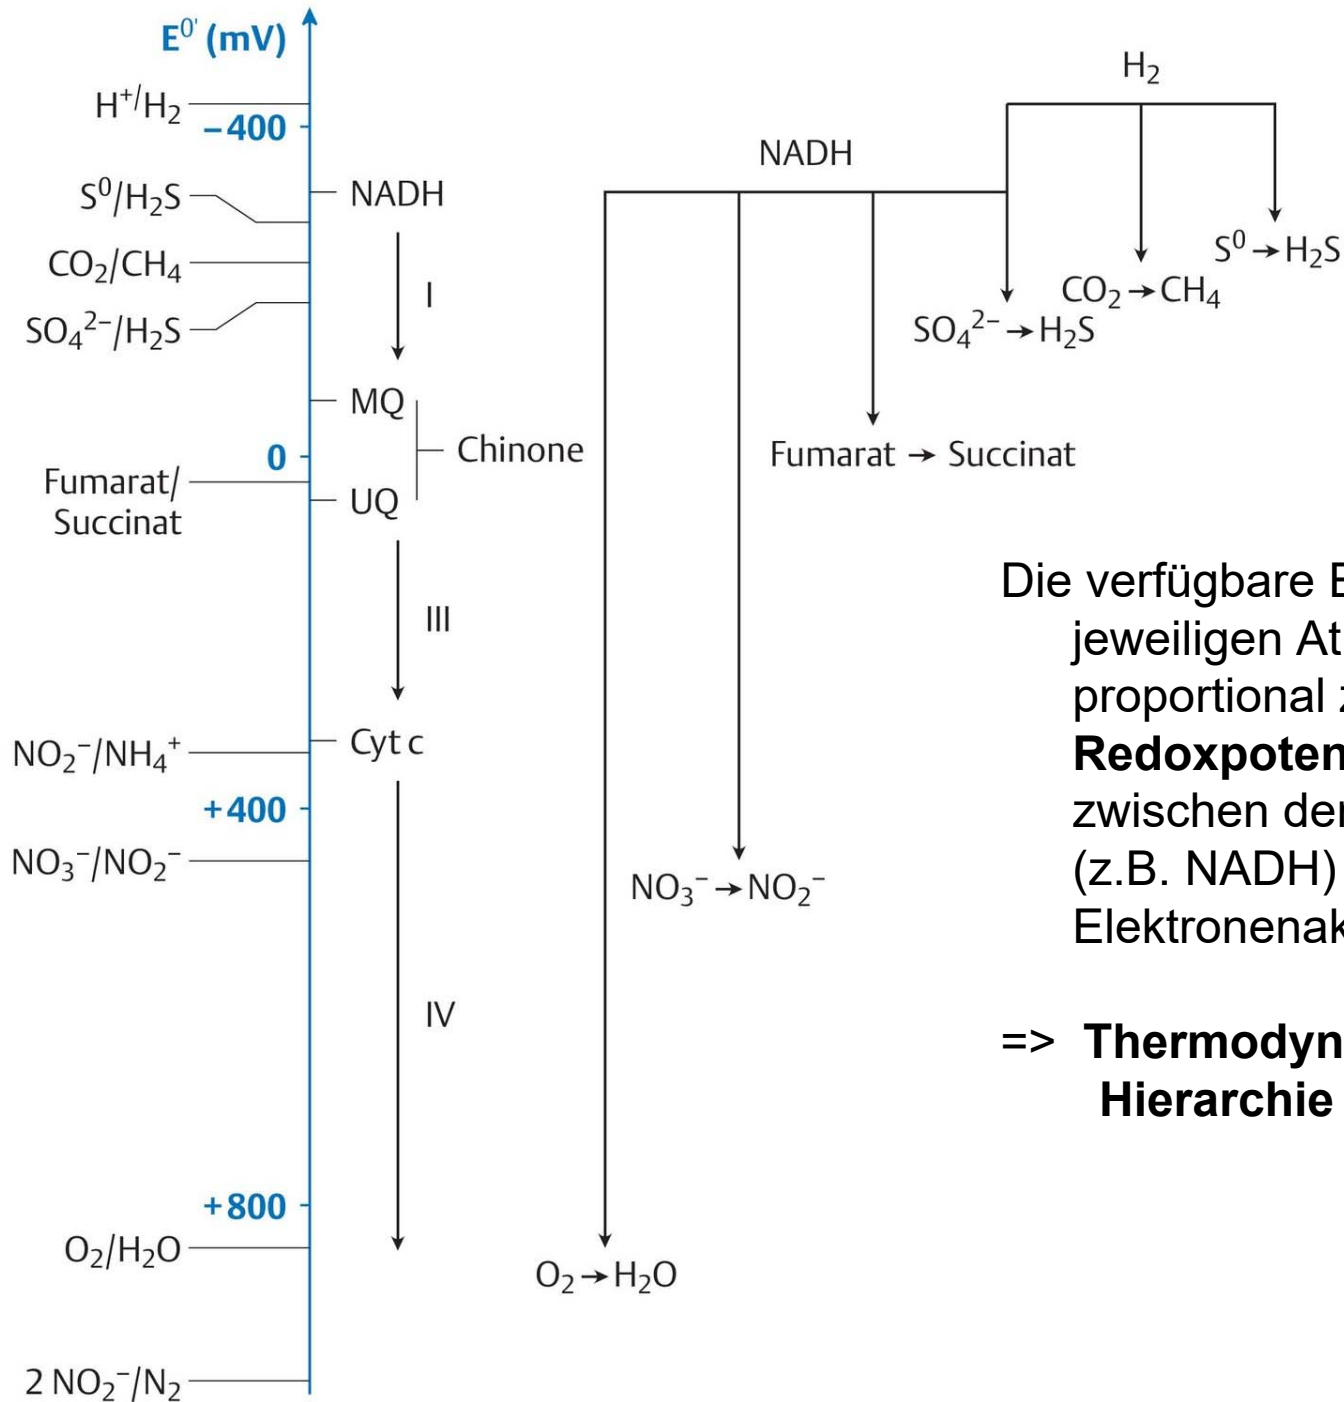 E⁰' (mV)
H⁺/H₂
−400
S⁰/H₂S
CO₂/CH₄
SO₄²⁻/H₂S
0
Fumarat/
Succinat
NO₂⁻/NH₄⁺
+400
NO₃⁻/NO₂⁻
+800
O₂/H₂O
2 NO₂⁻/N₂
NADH
I
MQ
Chinone
UQ
III
Cyt c
IV
H₂
NADH
S⁰ → H₂S
CO₂ → CH₄
SO₄²⁻ → H₂S
Fumarat → Succinat
NO₃⁻ → NO₂⁻
O₂ → H₂O
Die verfügbare
jeweiligen At
proportional
Redoxpoten
zwischen der
(z.B. NADH)
Elektronenak
=> Thermodyn
Hierarchie